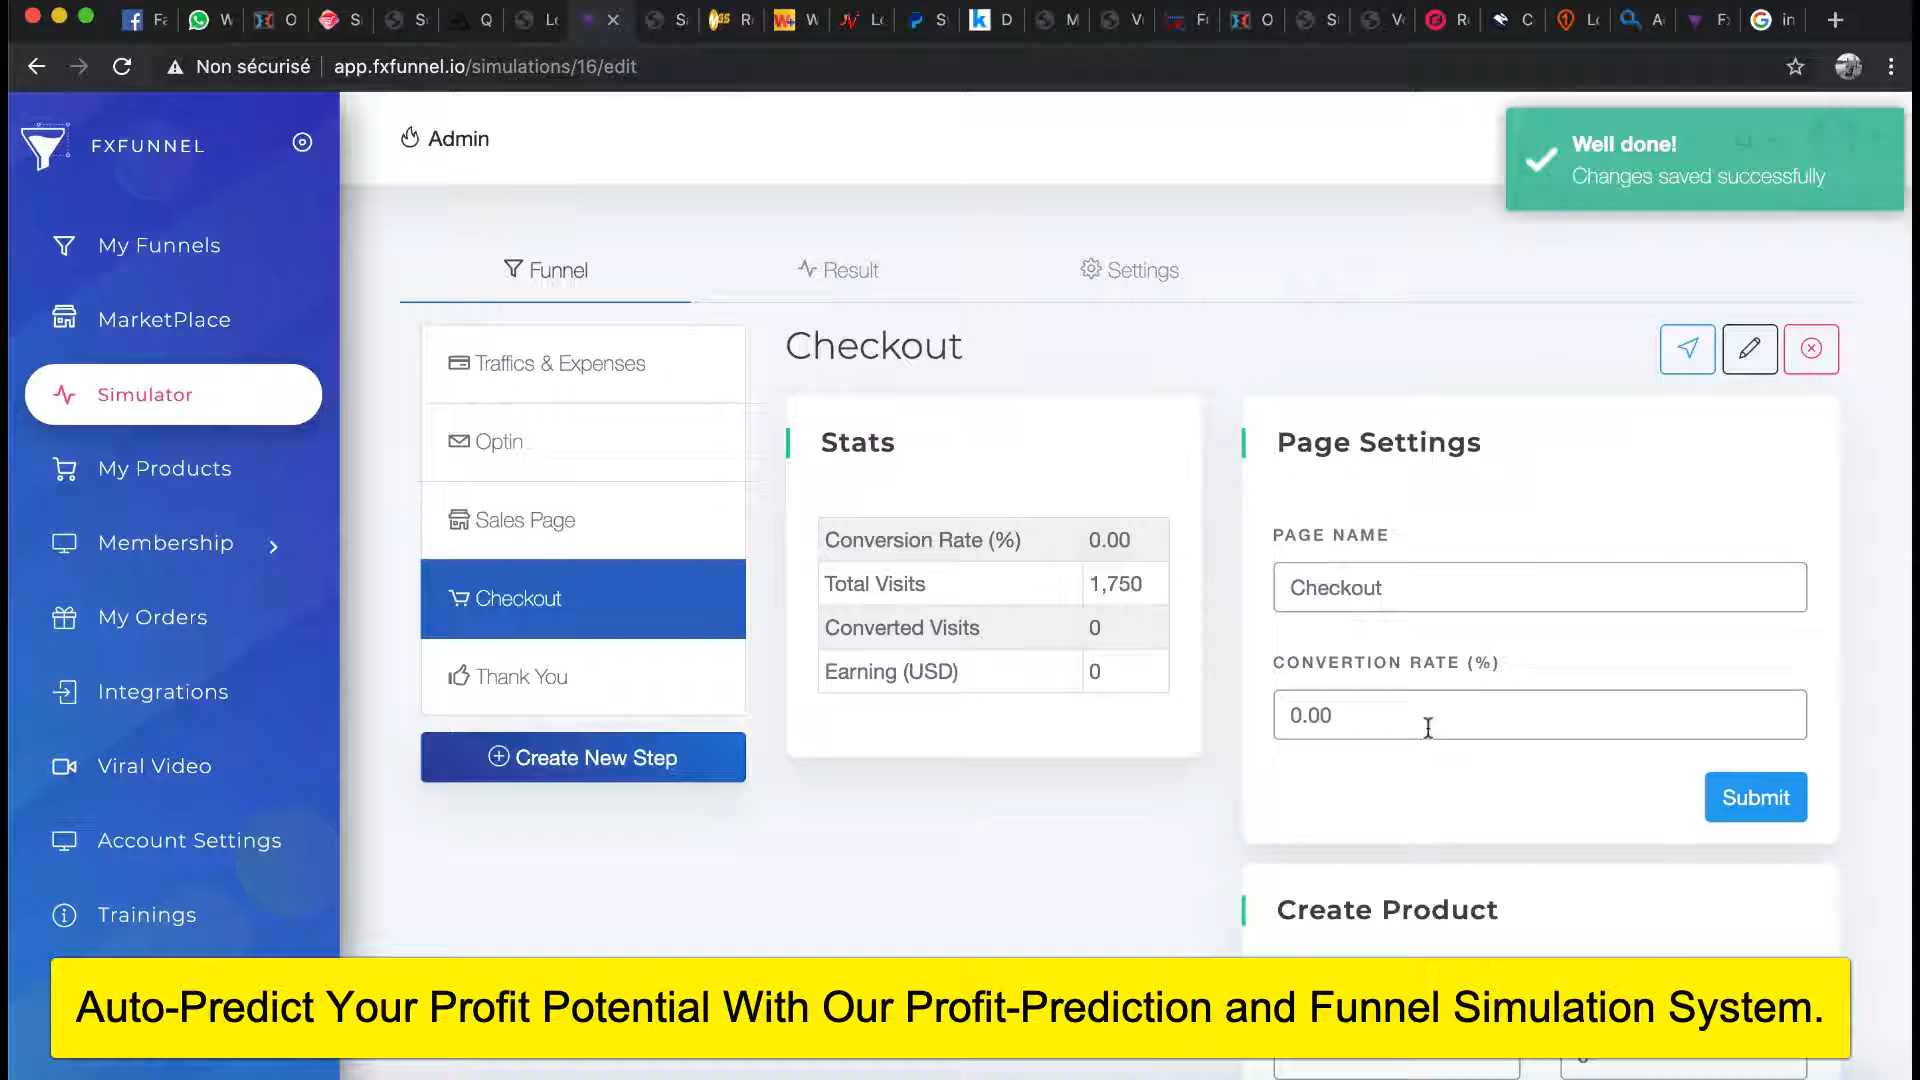 Non sécurisé
app.fxfunnel.io/simulations/16/edit
FXFUNNEL
Admin
Well done!
Changes saved successfully
My Funnels
MarketPlace
Simulator
My Products
Membership
My Orders
Integrations
Viral Video
Account Settings
Trainings
Funnel
Result
Settings
Traffics & Expenses
Optin
Sales Page
Checkout
Thank You
Create New Step
Checkout
Stats
Conversion Rate (%) 0.00
Total Visits 1,750
Converted Visits 0
Earning (USD) 0
Page Settings
PAGE NAME
Checkout
CONVERTION RATE (%)
0.00
Submit
Create Product
Auto-Predict Your Profit Potential With Our Profit-Prediction and Funnel Simulation System.